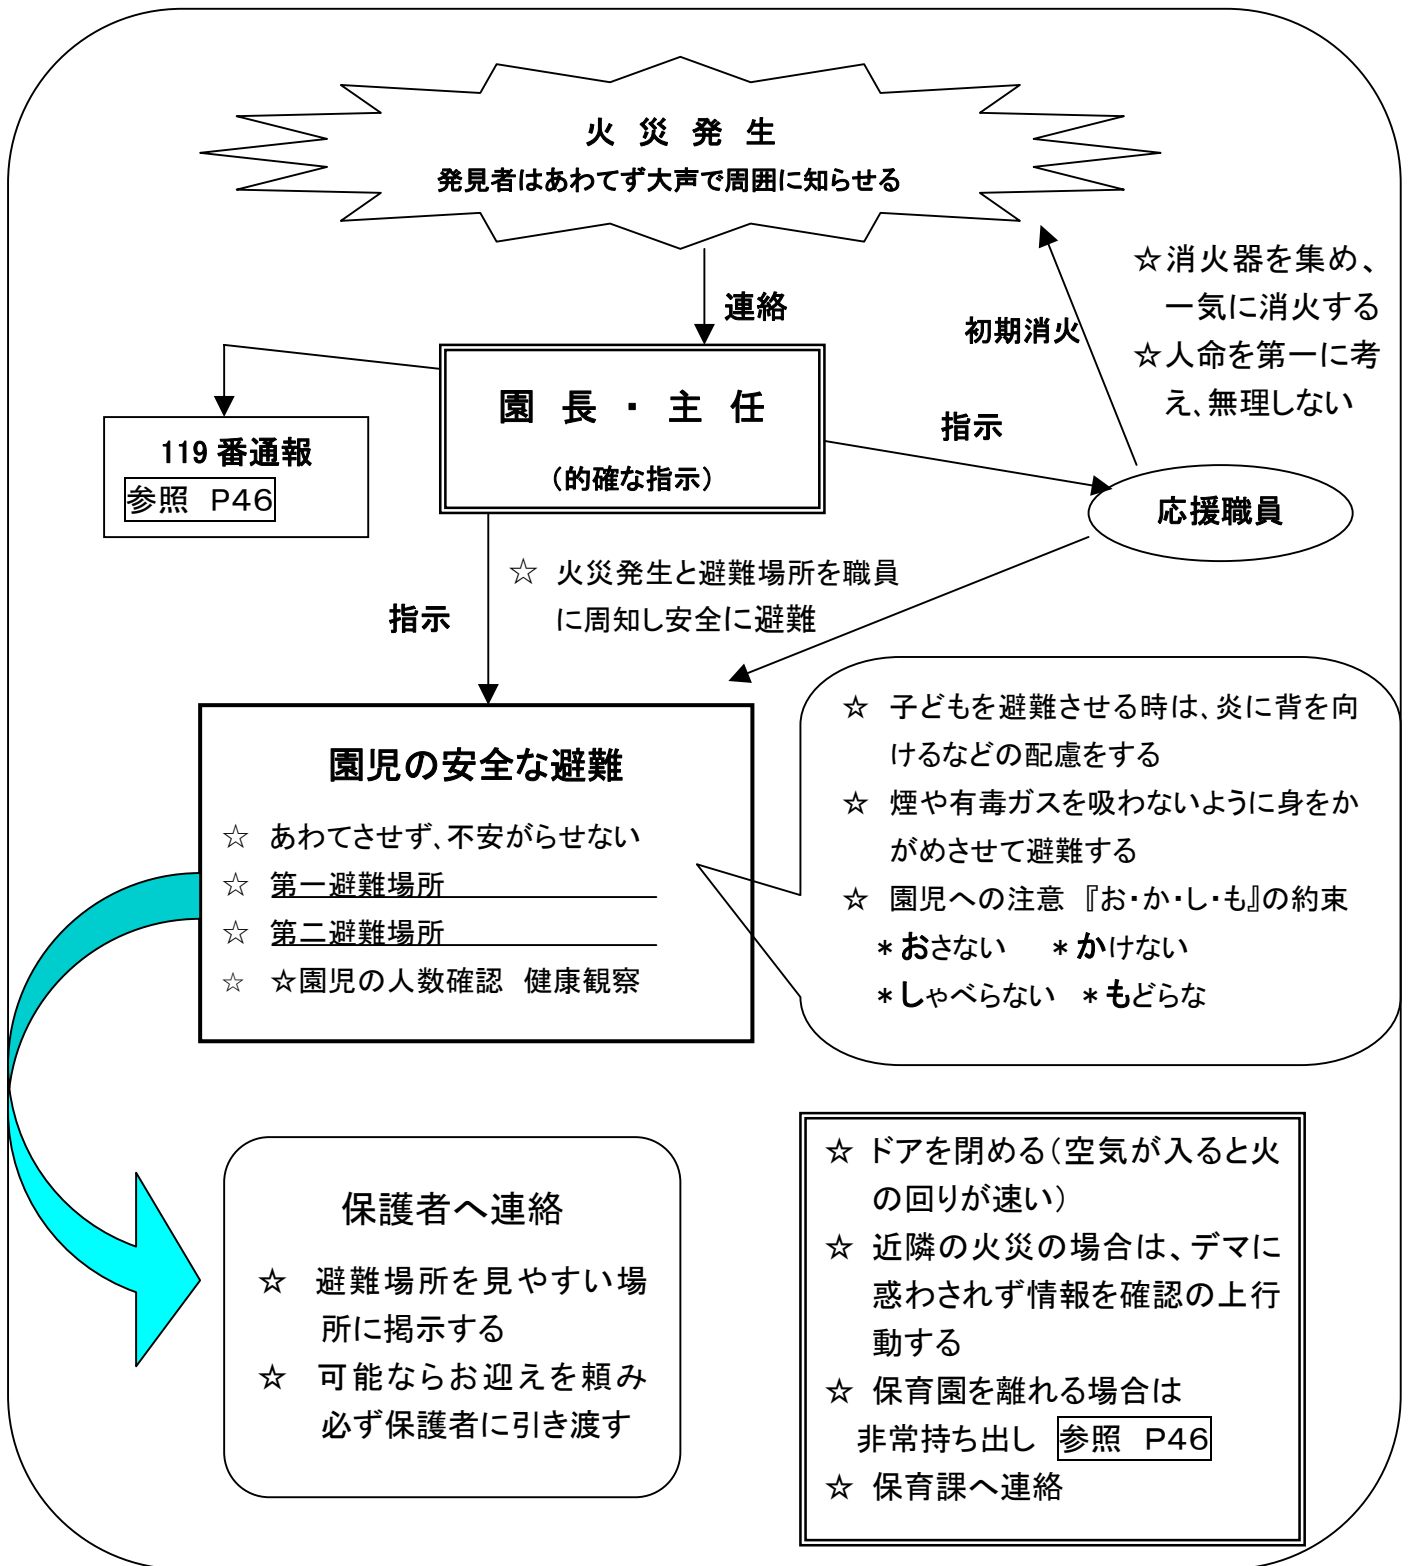 火 災 発 生
発見者はあわてず大声で周囲に知らせる
連絡
初期消火
☆消火器を集め、
一気に消火する
☆人命を第一に考
え、無理しない
園 長 ・ 主 任
(的確な指示)
119番通報
参照 P46
指示
応援職員
☆ 火災発生と避難場所を職員
に周知し安全に避難
指示
園児の安全な避難
☆ あわてさせず、不安がらせない
☆ 第一避難場所
☆ 第二避難場所
☆ ☆園児の人数確認 健康観察
☆ 子どもを避難させる時は、炎に背を向
けるなどの配慮をする
☆ 煙や有毒ガスを吸わないように身をか
がめさせて避難する
☆ 園児への注意 『お・か・し・も』の約束
*おさない *かけない
*しゃべらない *もどらな
保護者へ連絡
☆ 避難場所を見やすい場
所に掲示する
☆ 可能ならお迎えを頼み
必ず保護者に引き渡す
☆ ドアを閉める(空気が入ると火
の回りが速い)
☆ 近隣の火災の場合は、デマに
惑わされず情報を確認の上行
動する
☆ 保育園を離れる場合は
非常持ち出し 参照 P46
☆ 保育課へ連絡